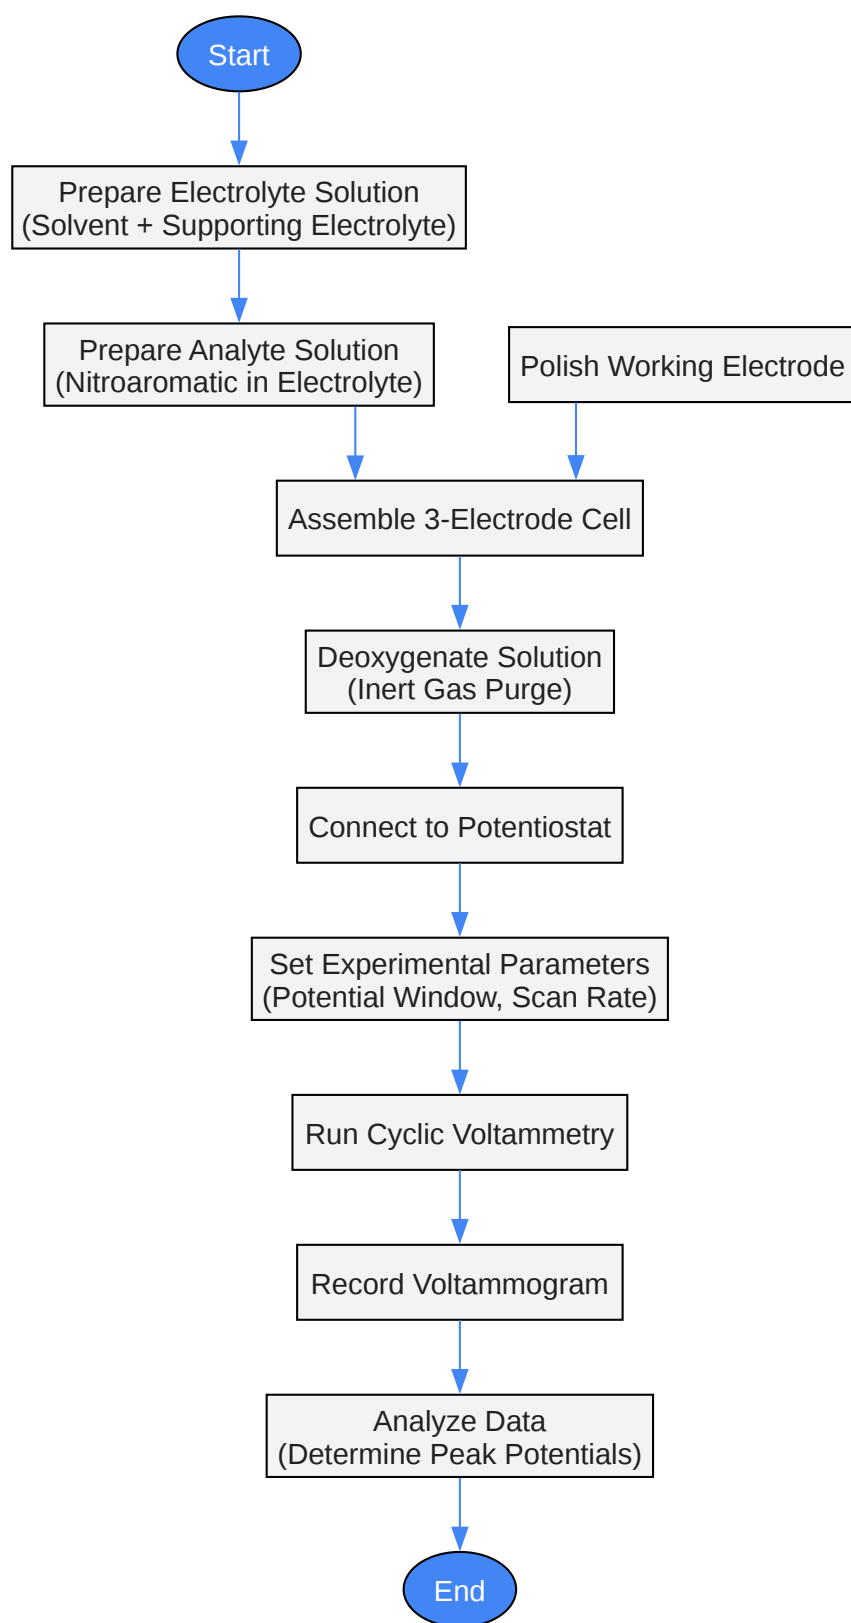 Start
Prepare Electrolyte Solution
(Solvent + Supporting Electrolyte)
Prepare Analyte Solution
(Nitroaromatic in Electrolyte)
Polish Working Electrode
Assemble 3-Electrode Cell
Deoxygenate Solution
(Inert Gas Purge)
Connect to Potentiostat
Set Experimental Parameters
(Potential Window, Scan Rate)
Run Cyclic Voltammetry
Record Voltammogram
Analyze Data
(Determine Peak Potentials)
End